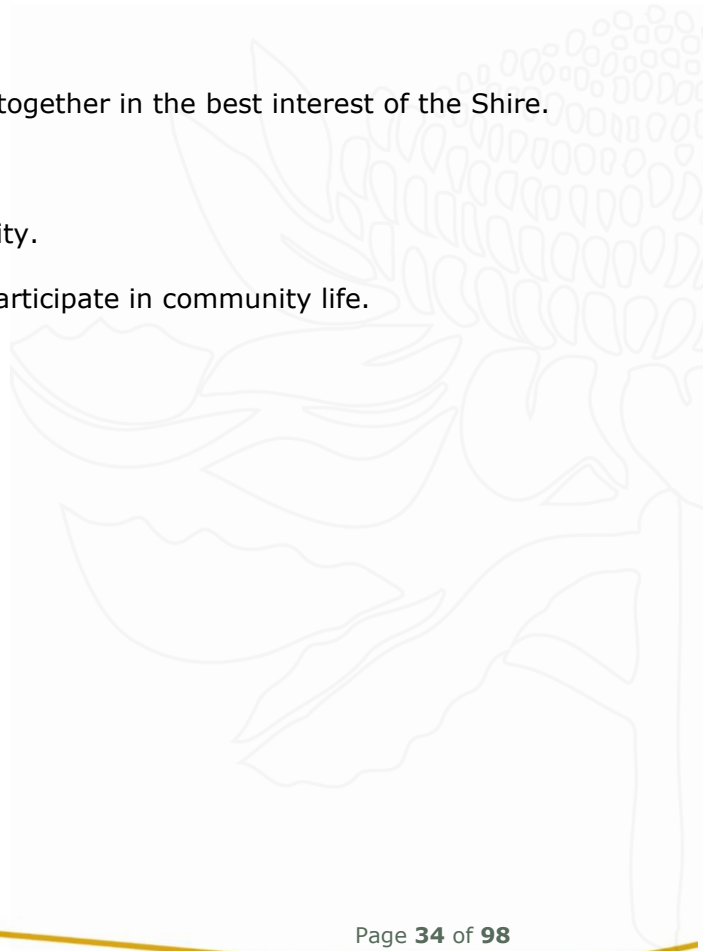 together in the best interest of the Shire.
ity.
articipate in community life.
Page 34 of 98